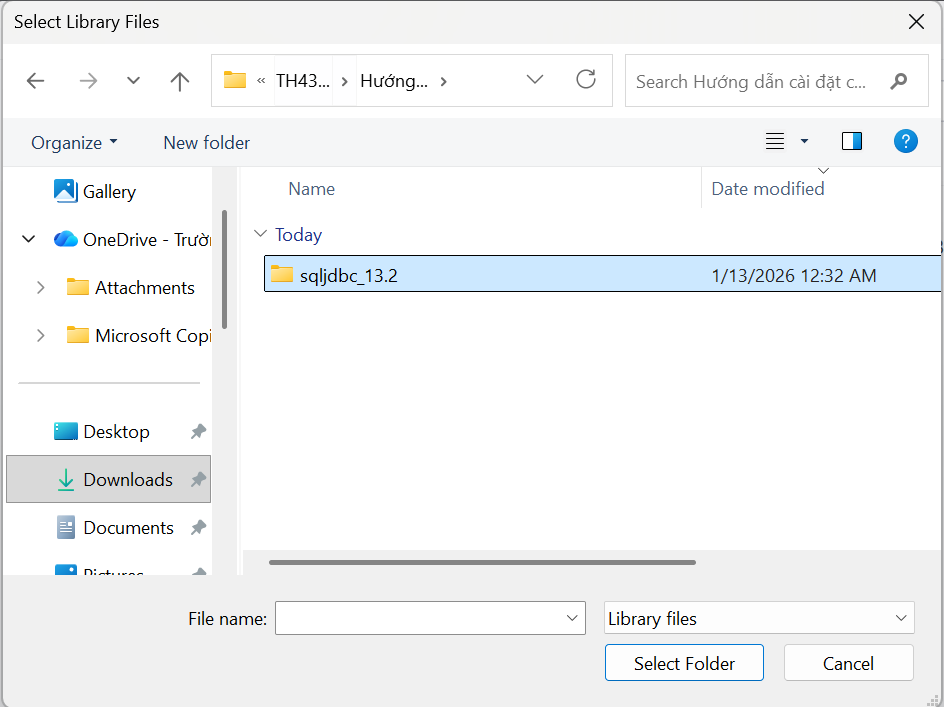 Select Library Files
« TH43... › Hướng... ›
Search Hướng dẫn cài đặt c...
Organize
New folder
?
Gallery
OneDrive - Trườ
Attachments
Microsoft Copi
Desktop
Downloads
Documents
Pictures
Name
Date modified
Today
sqljdbc_13.2
1/13/2026 12:32 AM
File name:
Library files
Select Folder
Cancel